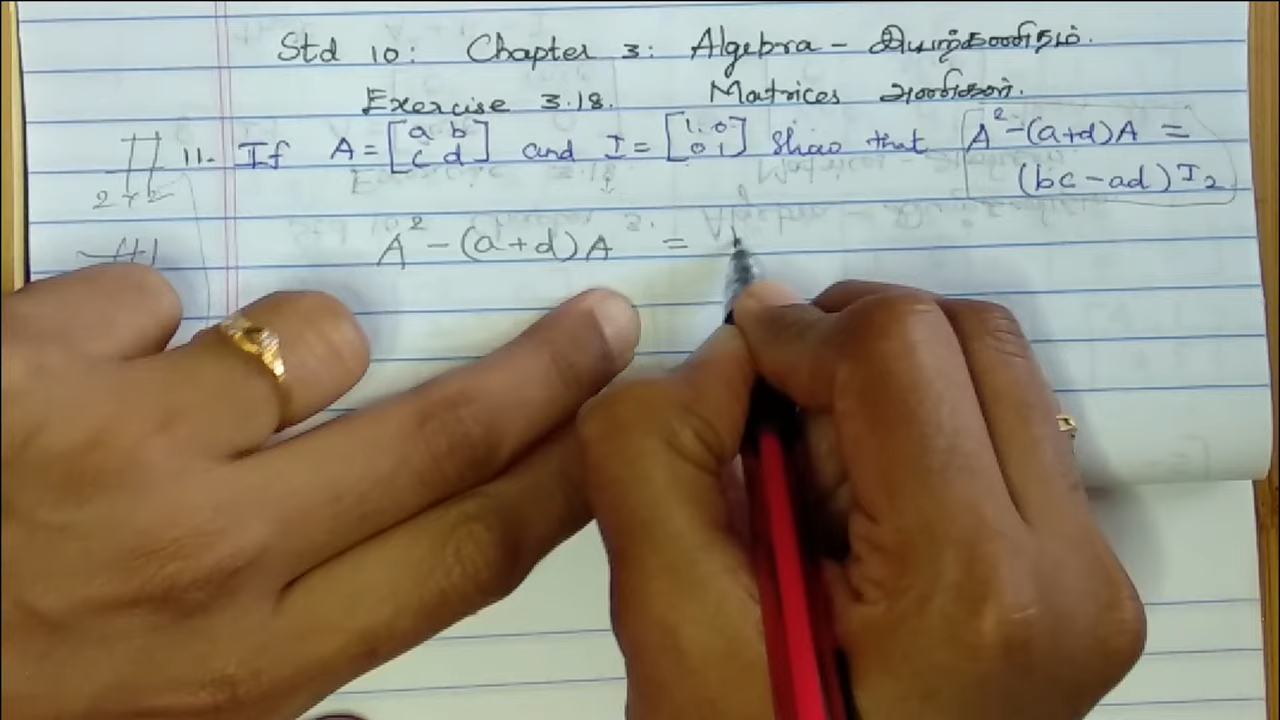 Std 10: Chapter 3: Algebra - இயற்கணிதம்.
Exercise 3.18. Matrices அணிகள்.
11. If A = [a b c d] and I = [1 0 0 1] show that A² - (a+d)A =
(bc - ad) I₂
A² - (a+d)A =